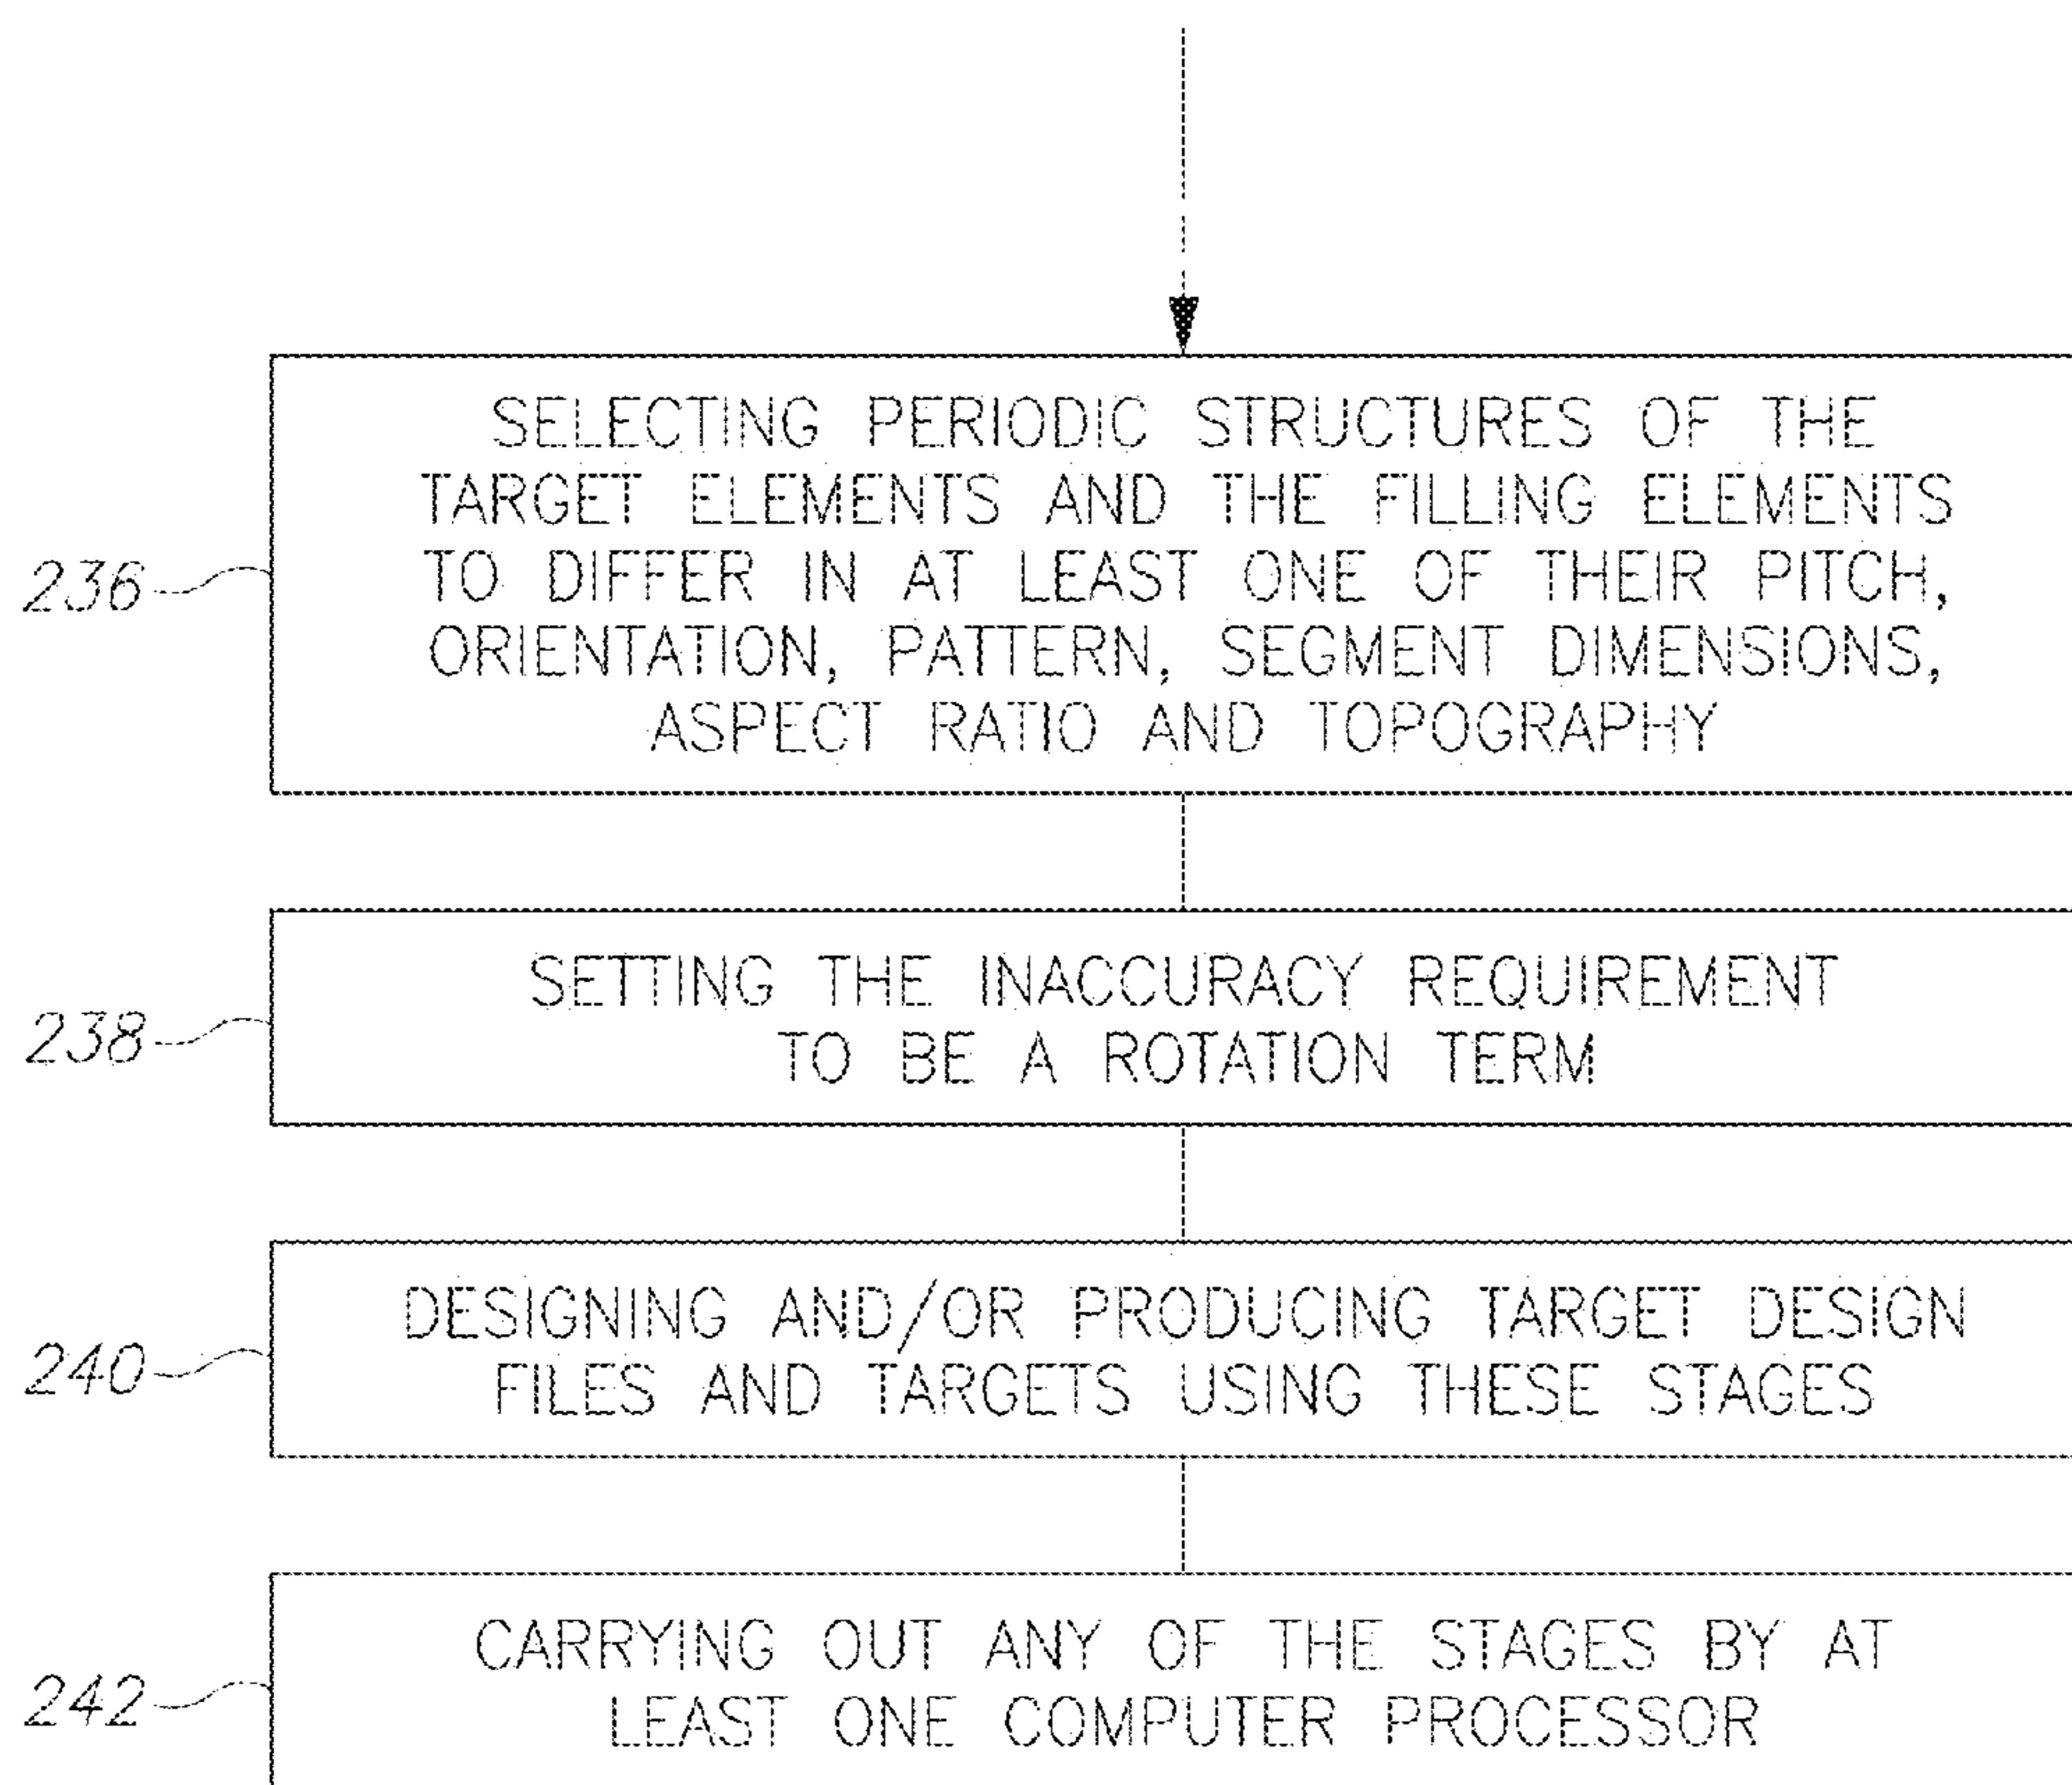 SELECTING PERIODIC STRUCTURES OF THE
TARGET ELEMENTS AND THE FILLING ELEMENTS
236 TO DIFFER IN AT LEAST ONE OF THEIR PITCH,
ORIENTATION, PATTERN, SEGMENT DIMENSIONS,
ASPECT RATIO AND TOPOGRAPHY
SETTING THE INACCURACY REQUIREMENT
238 TO BE A ROTATION TERM
DESIGNING AND/OR PRODUCING TARGET DESIGN
240 FILES AND TARGETS USING THESE STAGES
CARRYING OUT ANY OF THE STAGES BY AT
242 LEAST ONE COMPUTER PROCESSOR